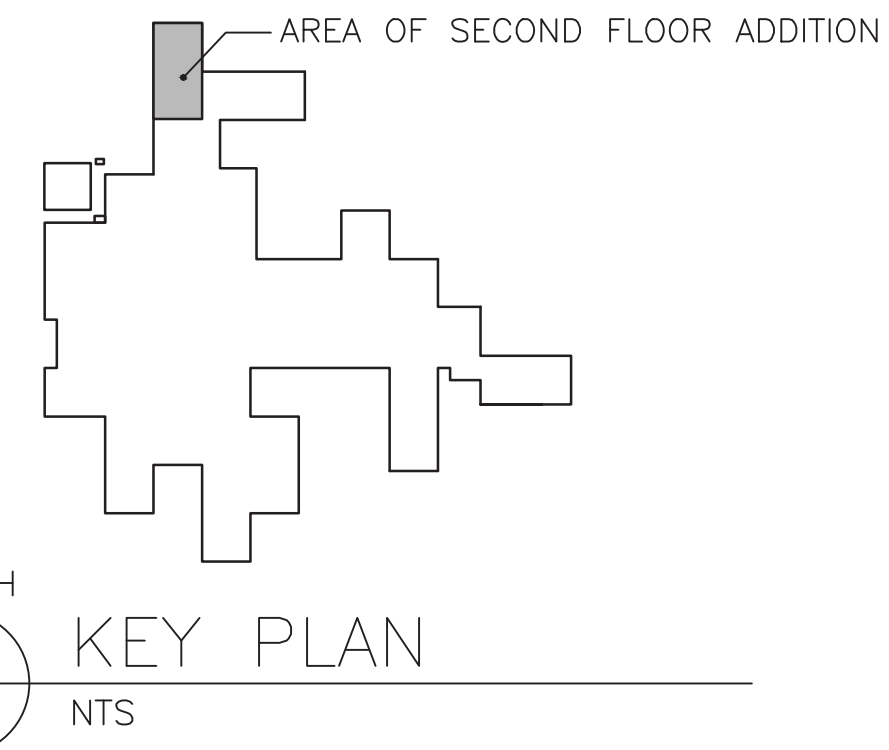 AREA OF SECOND FLOOR ADDITION
H
KEY PLAN
NTS